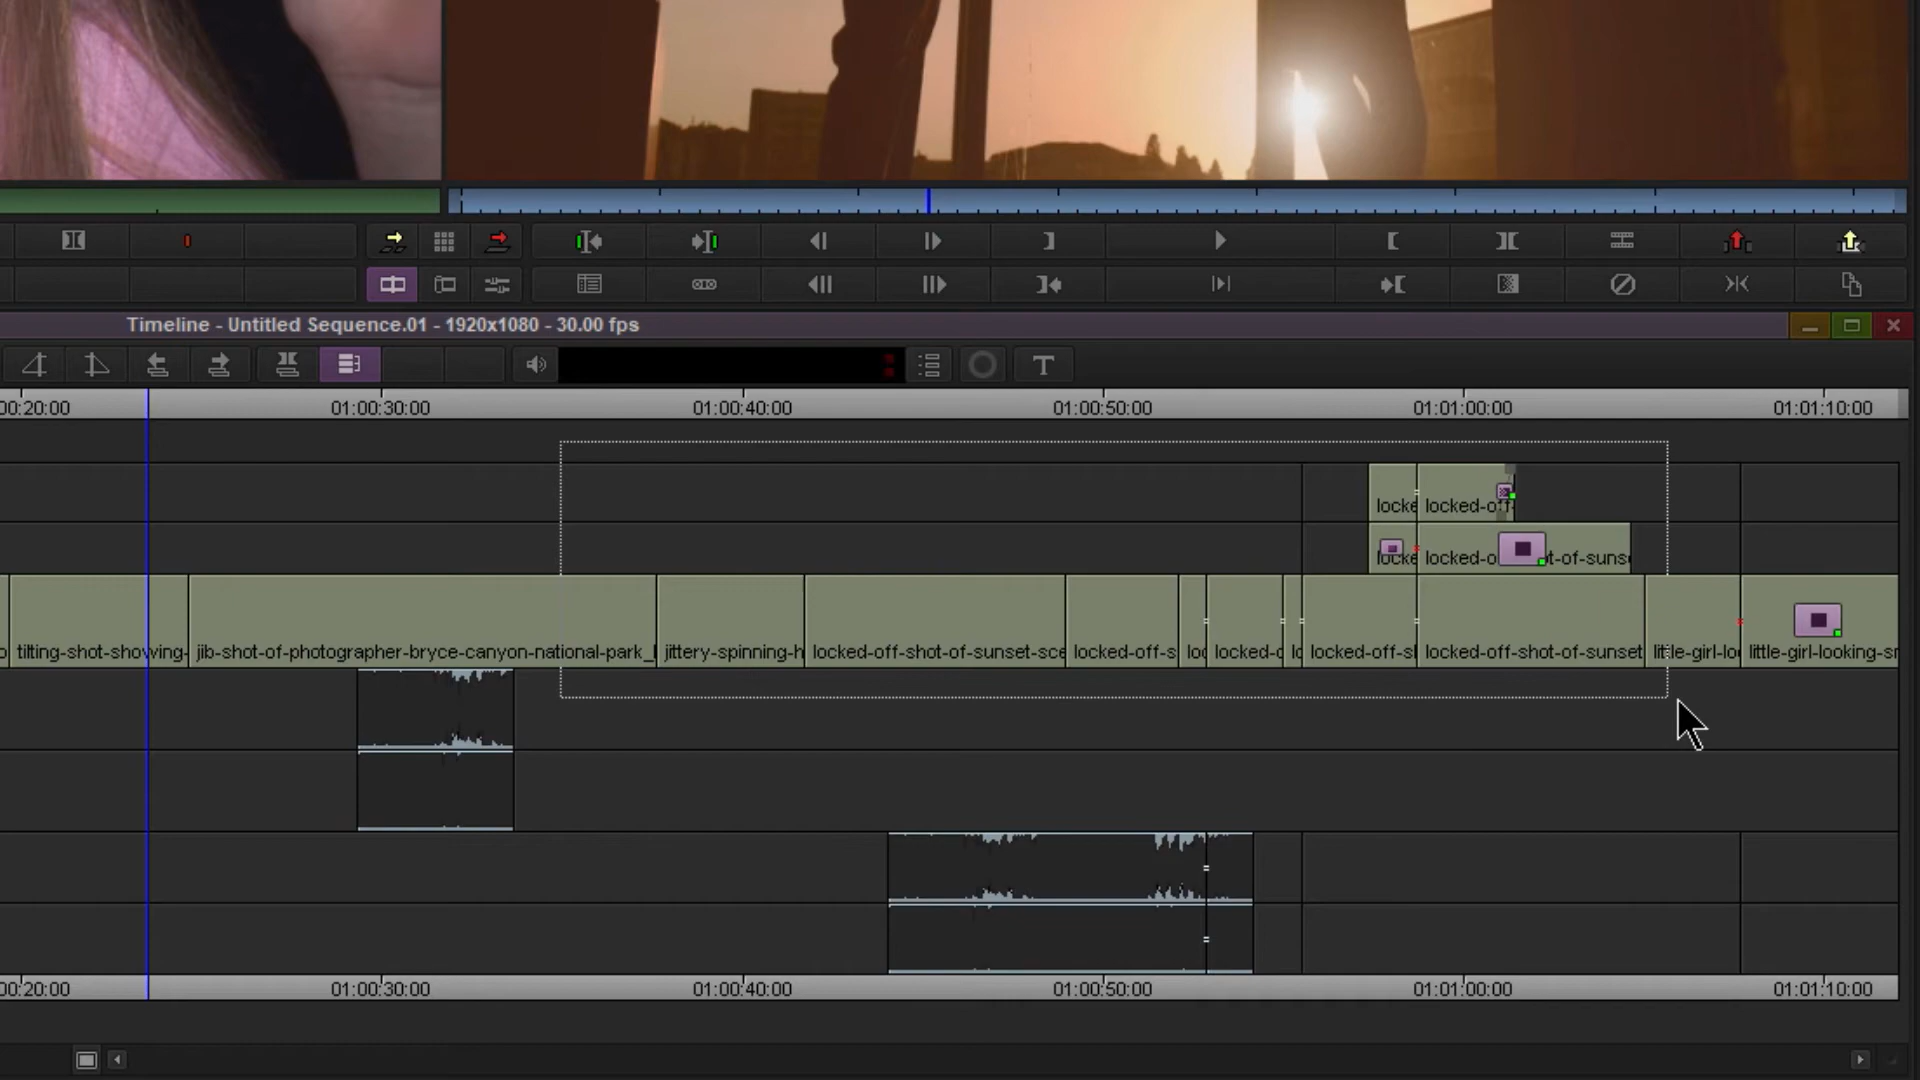 Timeline - Untitled Sequence.01 - 1920x1080 - 30.00 fps
T
00:20:00 01:00:30:00 01:00:40:00 01:00:50:00 01:01:00:00 01:01:10:00
locke locked-off-
locke locked-o t-of-suns
tilting-shot-showing- jib-shot-of-photographer-bryce-canyon-national-park_ jittery-spinning-h locked-off-shot-of-sunset-sce locked-off-s loc locked-o lo locked-off-sl locked-off-shot-of-sunset little-girl-loo little-girl-looking-sr
00:20:00 01:00:30:00 01:00:40:00 01:00:50:00 01:01:00:00 01:01:10:00